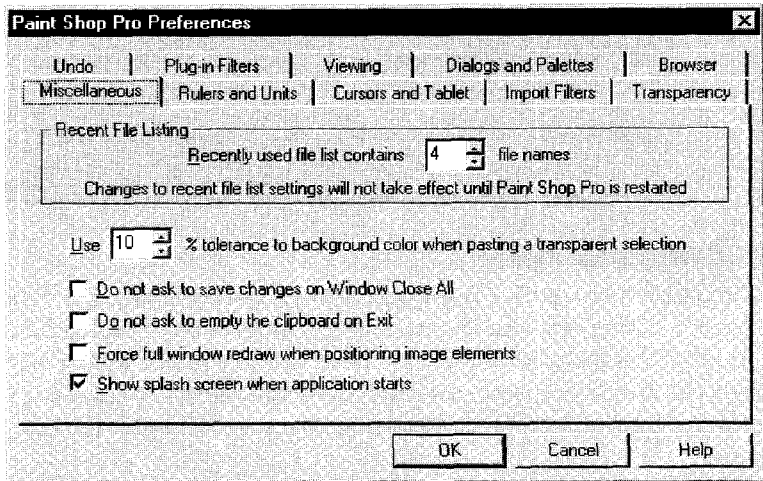 Paint Shop Pro Preferences
Undo Plug-in Filters Viewing Dialogs and Palettes Browser
Miscellaneous Rulers and Units Cursors and Tablet Import Filters Transparency
Recent File Listing
Recently used file list contains 4 file names
Changes to recent file list settings will not take effect until Paint Shop Pro is restarted
Use 10 % tolerance to background color when pasting a transparent selection
Do not ask to save changes on Window Close All
Do not ask to empty the clipboard on Exit
Force full window redraw when positioning image elements
Show splash screen when application starts
OK Cancel Help